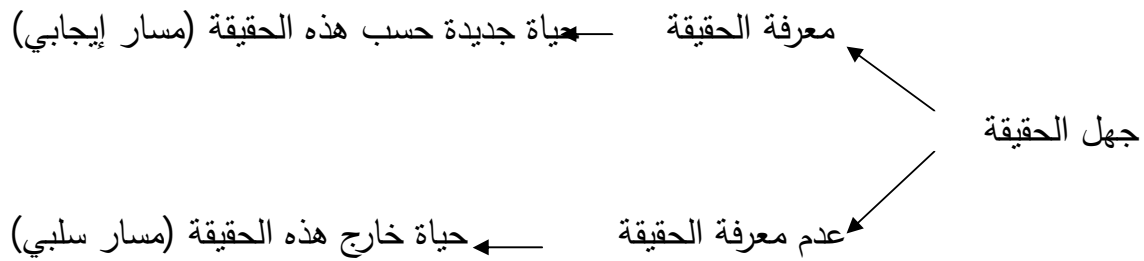 معرفة الحقيقة حياة جديدة حسب هذه الحقيقة (مسار إيجابي)
جهل الحقيقة
عدم معرفة الحقيقة حياة خارج هذه الحقيقة (مسار سلبي)